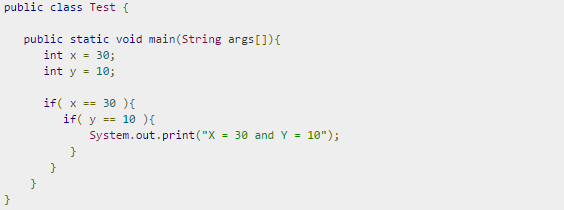 public class Test {
public static void main(String args[]){
int x = 30;
int y = 10;
if( x == 30 ){
if( y == 10 ){
System.out.print("X = 30 and Y = 10");
}
}
}
}